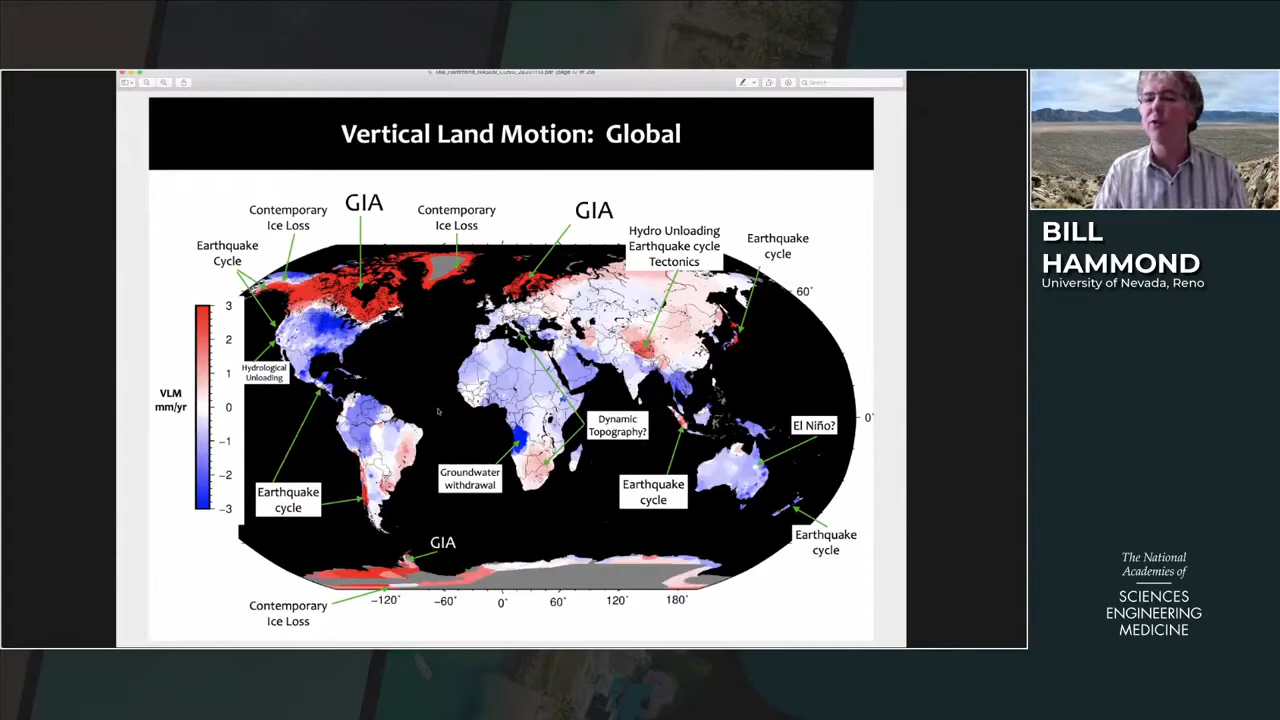 Vertical Land Motion: Global
Contemporary
Ice Loss
GIA
Contemporary
Ice Loss
GIA
Hydro Unloading
Earthquake cycle
Tectonics
Earthquake
cycle
Earthquake
Cycle
60°
3
2
1
0
-1
-2
-3
VLM
mm/yr
Hydrological
Unloading
0°
Dynamic
Topography?
El Niño?
Groundwater
withdrawal
Earthquake
cycle
Earthquake
cycle
Earthquake
cycle
GIA
Contemporary
Ice Loss
-120° -60° 0° 60° 120° 180°
Search
BILL
HAMMOND
University of Nevada, Reno
The National
Academies of
SCIENCES
ENGINEERING
MEDICINE